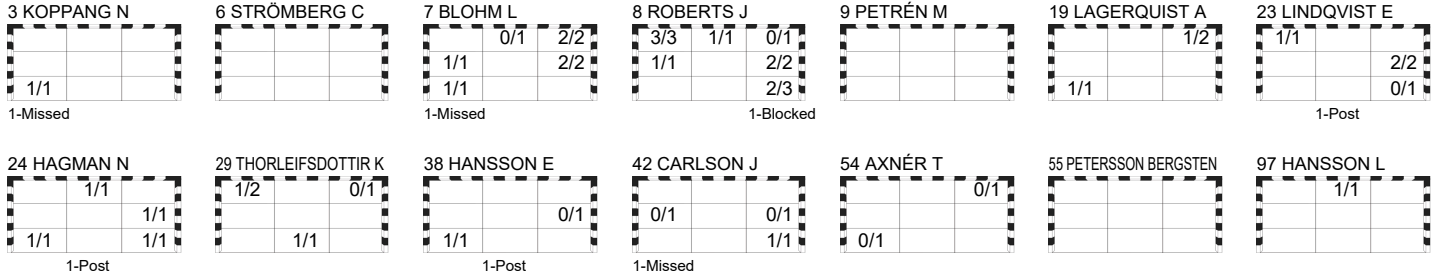 3 KOPPANG N 6 STRÖMBERG C 7 BLOHM L 8 ROBERTS J 9 PETRÉN M 19 LAGERQUIST A 23 LINDQVIST E
0/1 2/2 3/3 1/1 0/1 1/2 1/1
1/1 2/2 1/1 2/2 2/2
1/1 1/1 2/3 1/1 0/1
1-Missed 1-Missed 1-Blocked 1-Post
24 HAGMAN N 29 THORLEIFSDOTTIR K 38 HANSSON E 42 CARLSON J 54 AXNÉR T 55 PETERSSON BERGSTEN 97 HANSSON L
1/1 1/2 0/1 0/1 1/1
1/1 0/1 0/1 0/1
1/1 1/1 1/1 1/1 1/1 0/1
1-Post 1-Post 1-Missed